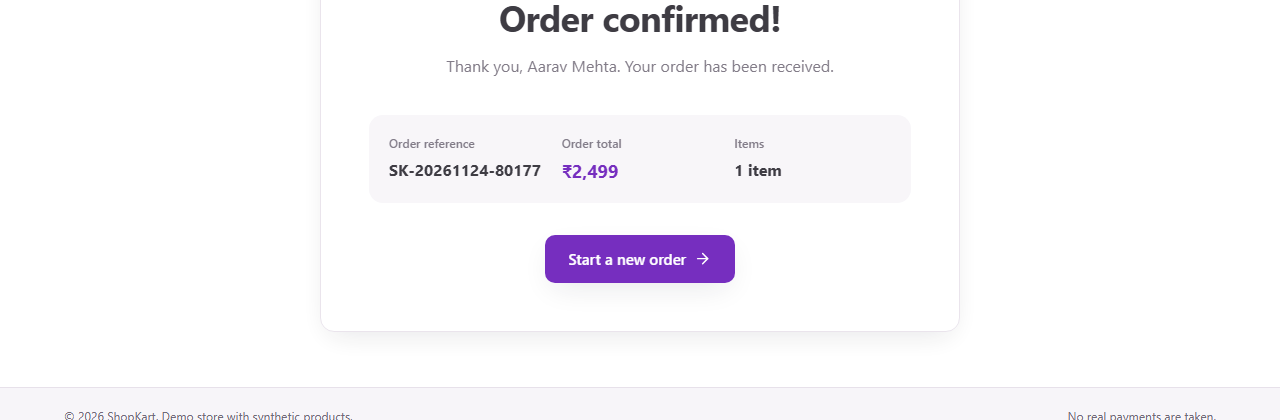 Order confirmed!
Thank you, Aarav Mehta. Your order has been received.
Order reference
SK-20261124-80177
Order total
₹2,499
Items
1 item
Start a new order →
© 2026 ShopKart. Demo store with synthetic products.
No real payments are taken.